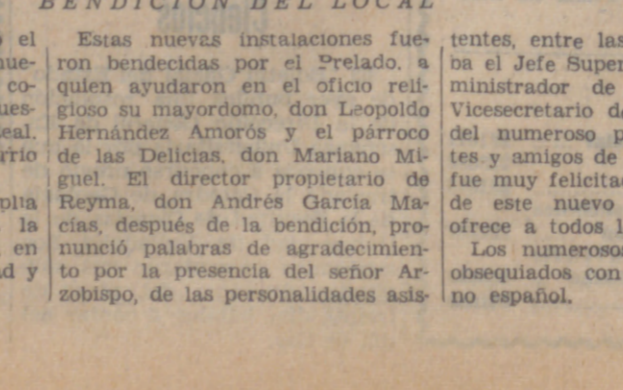 BENDICION DEL LOCAL
el
nue-
co-
ues-
eal.
rrio
plia
la
en
d y
Estas nuevas instalaciones fue-
ron bendecidas por el Prelado, a
quien ayudaron en el oficio reli-
gioso su mayordomo, don Leopoldo
Hernández Amorós y el párroco
de las Delicias, don Mariano Mi-
guel. El director propietario de
Reyma, don Andrés García Ma-
cías, después de la bendición, pro-
nunció palabras de agradecimien-
to por la presencia del señor Ar-
zobispo, de las personalidades asis-
tentes, entre las
ba el Jefe Super
ministrador de
Vicesecretario d
del numeroso p
tes y amigos de
fue muy felicita
de este nuevo
ofrece a todos l
Los numeroso
obsequiados con
no español.